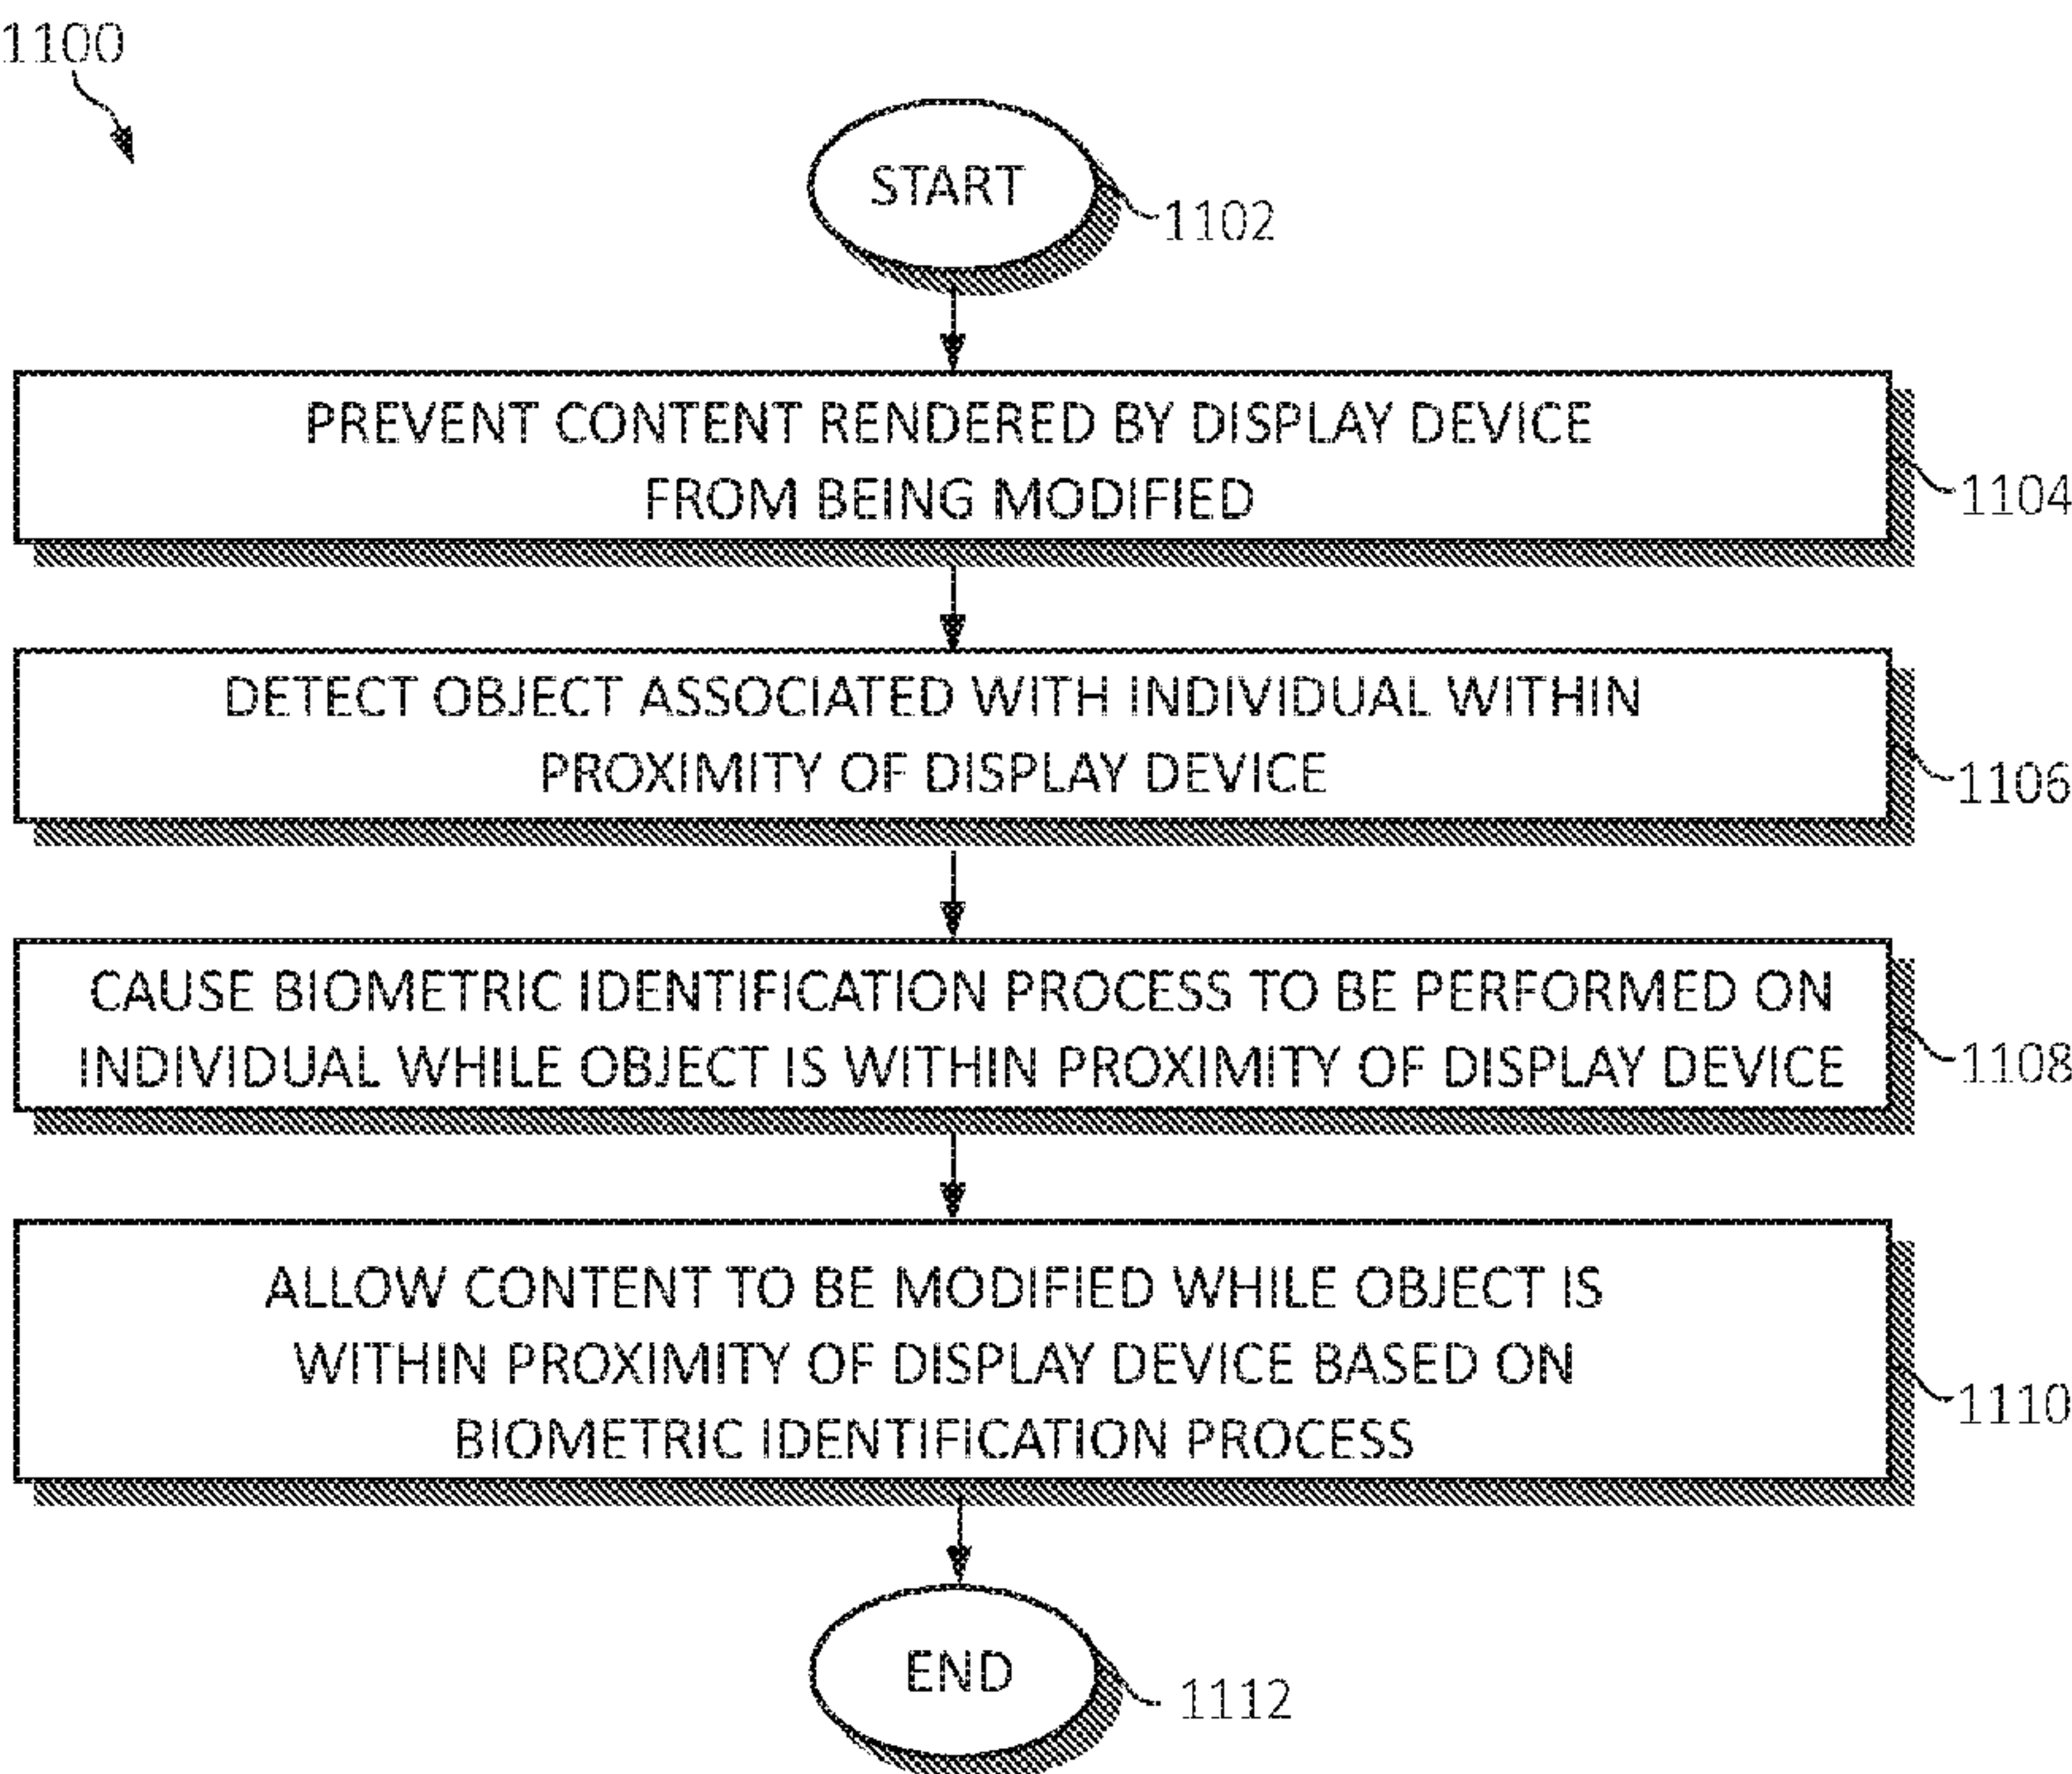 1100
START
1102
PREVENT CONTENT RENDERED BY DISPLAY DEVICE
FROM BEING MODIFIED
1104
DETECT OBJECT ASSOCIATED WITH INDIVIDUAL WITHIN
PROXIMITY OF DISPLAY DEVICE
1106
CAUSE BIOMETRIC IDENTIFICATION PROCESS TO BE PERFORMED ON
INDIVIDUAL WHILE OBJECT IS WITHIN PROXIMITY OF DISPLAY DEVICE
1108
ALLOW CONTENT TO BE MODIFIED WHILE OBJECT IS
WITHIN PROXIMITY OF DISPLAY DEVICE BASED ON
BIOMETRIC IDENTIFICATION PROCESS
1110
END
1112